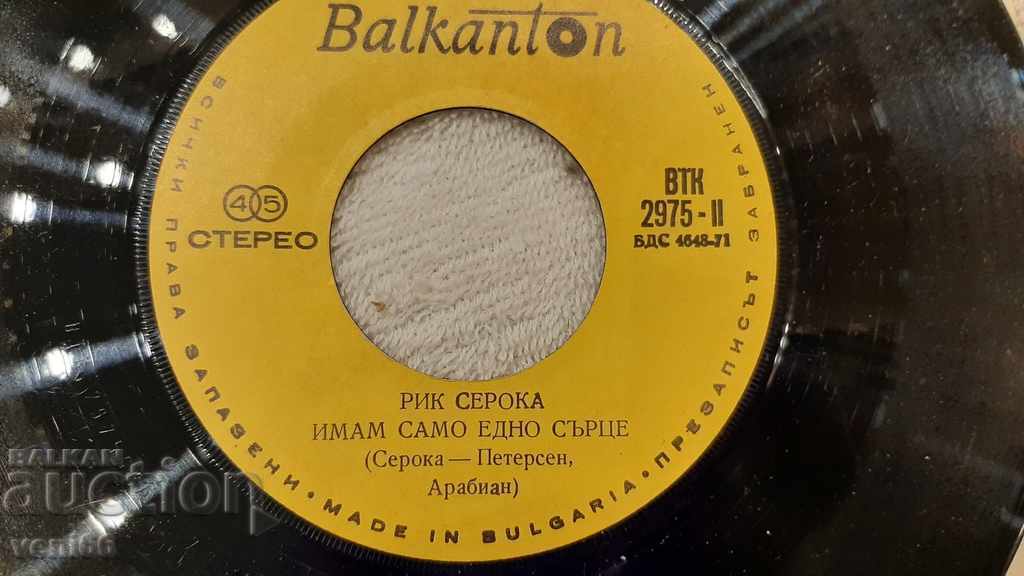 Balkanton
45
СТЕРЕО
ВТК
2975-II
БДС 4648-71
РИК СЕРОКА
ИМАМ САМО ЕДНО СЪРЦЕ
(Серока — Петерсен,
Арабиан)
ВСИЧКИ ПРАВА ЗАПАЗЕНИ • MADE IN BULGARIA • ПРЕЗАПИСЪТ ЗАБРАНЕН
BALKAN
auction
veni66